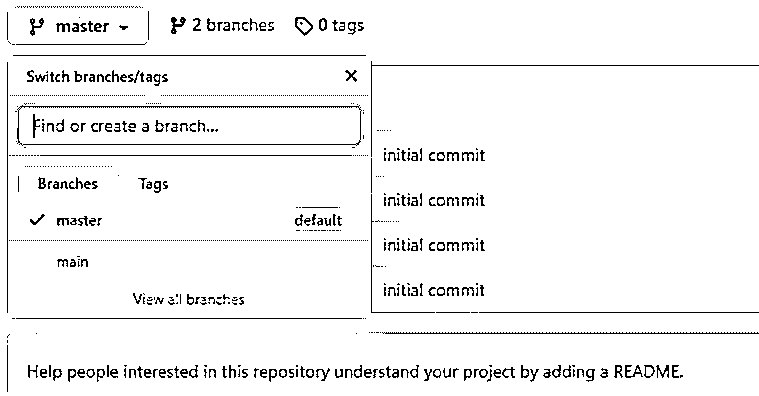 master
2 branches
0 tags
Switch branches/tags
Find or create a branch...
Branches Tags
master default
main
View all branches
initial commit
initial commit
initial commit
initial commit
Help people interested in this repository understand your project by adding a README.